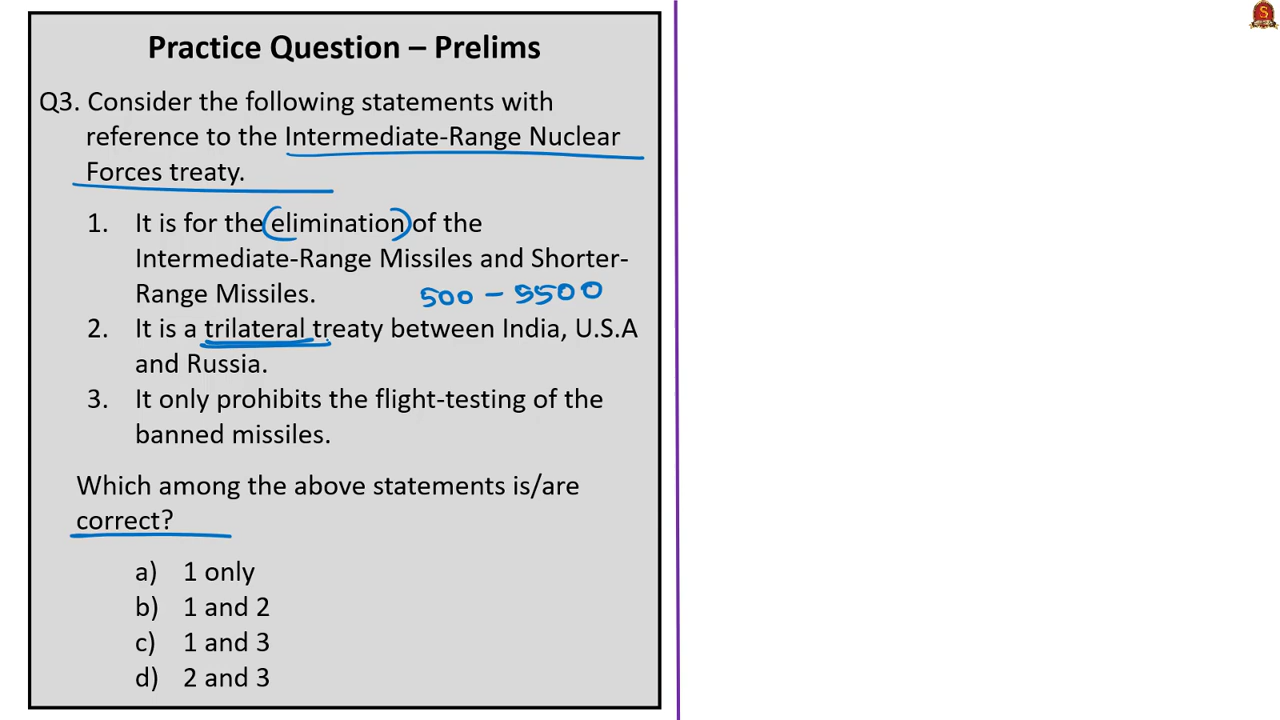 Practice Question – Prelims
Q3. Consider the following statements with
reference to the Intermediate-Range Nuclear
Forces treaty.
1. It is for the elimination of the
Intermediate-Range Missiles and Shorter-
Range Missiles. 500 – 5500
2. It is a trilateral treaty between India, U.S.A
and Russia.
3. It only prohibits the flight-testing of the
banned missiles.
Which among the above statements is/are
correct?
a) 1 only
b) 1 and 2
c) 1 and 3
d) 2 and 3
S